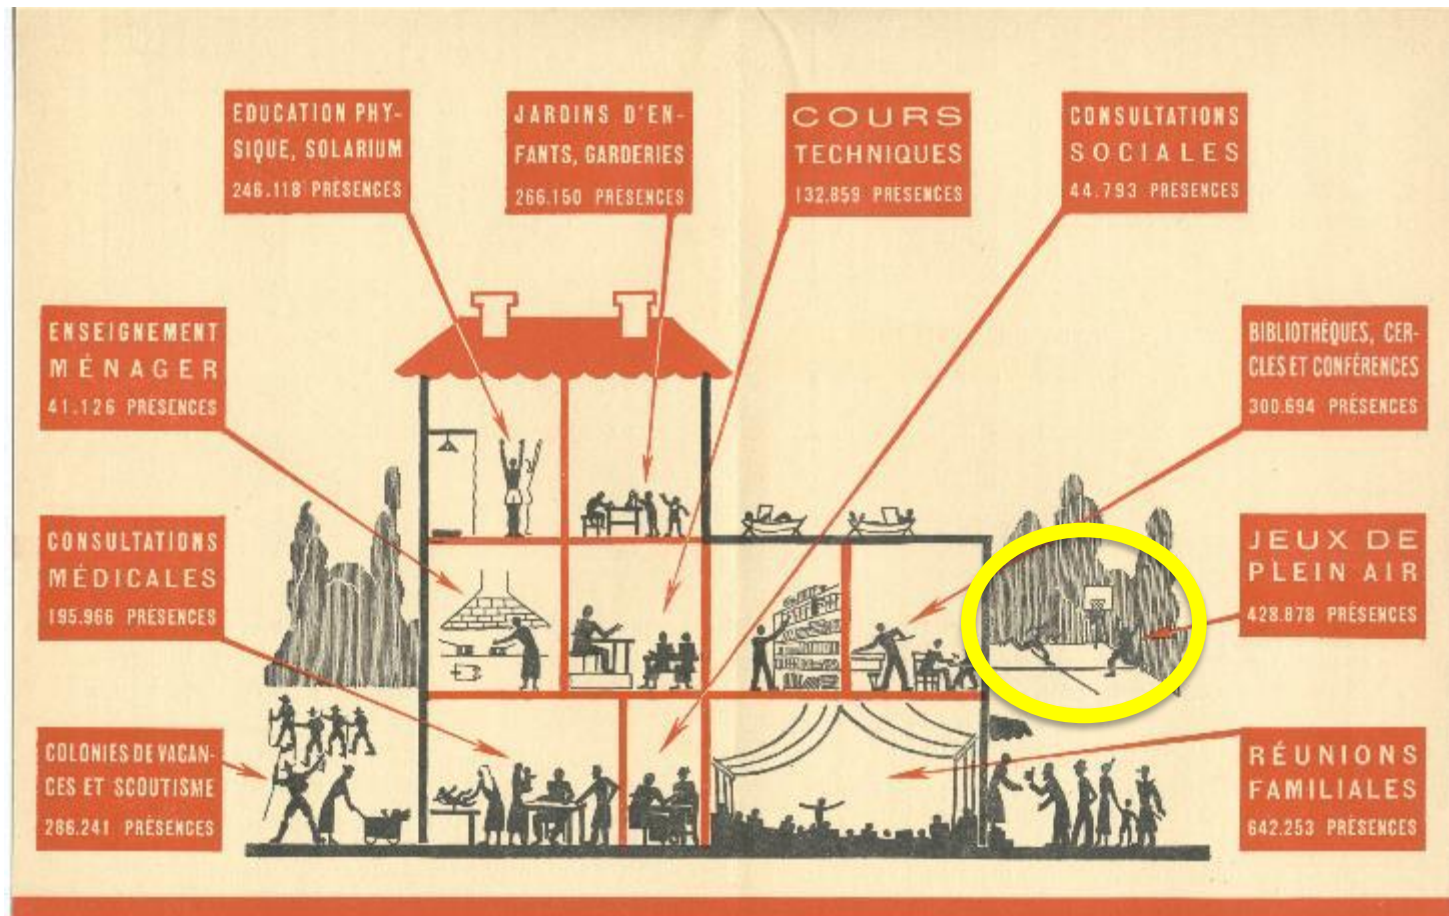 EDUCATION PHY-
SIQUE, SOLARIUM
246.118 PRÉSENCES
JARDINS D'EN-
FANTS, GARDERIES
266.150 PRÉSENCES
COURS
TECHNIQUES
132.859 PRÉSENCES
CONSULTATIONS
SOCIALES
44.793 PRÉSENCES
ENSEIGNEMENT
MÉNAGER
41.126 PRÉSENCES
BIBLIOTHÈQUES, CER-
CLES ET CONFÉRENCES
300.694 PRÉSENCES
CONSULTATIONS
MÉDICALES
195.966 PRÉSENCES
JEUX DE
PLEIN AIR
428.878 PRÉSENCES
COLONIES DE VACAN-
CES ET SCOUTISME
286.241 PRÉSENCES
RÉUNIONS
FAMILIALES
642.253 PRÉSENCES